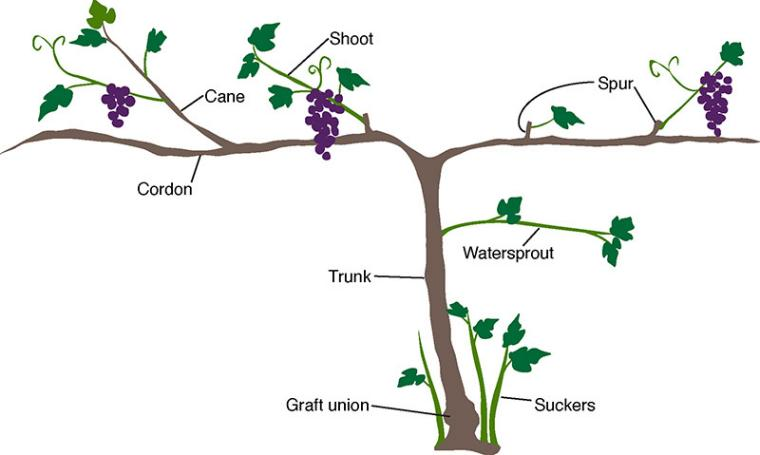 Shoot
Spur
Cane
Cordon
Watersprout
Trunk
Graft union
Suckers